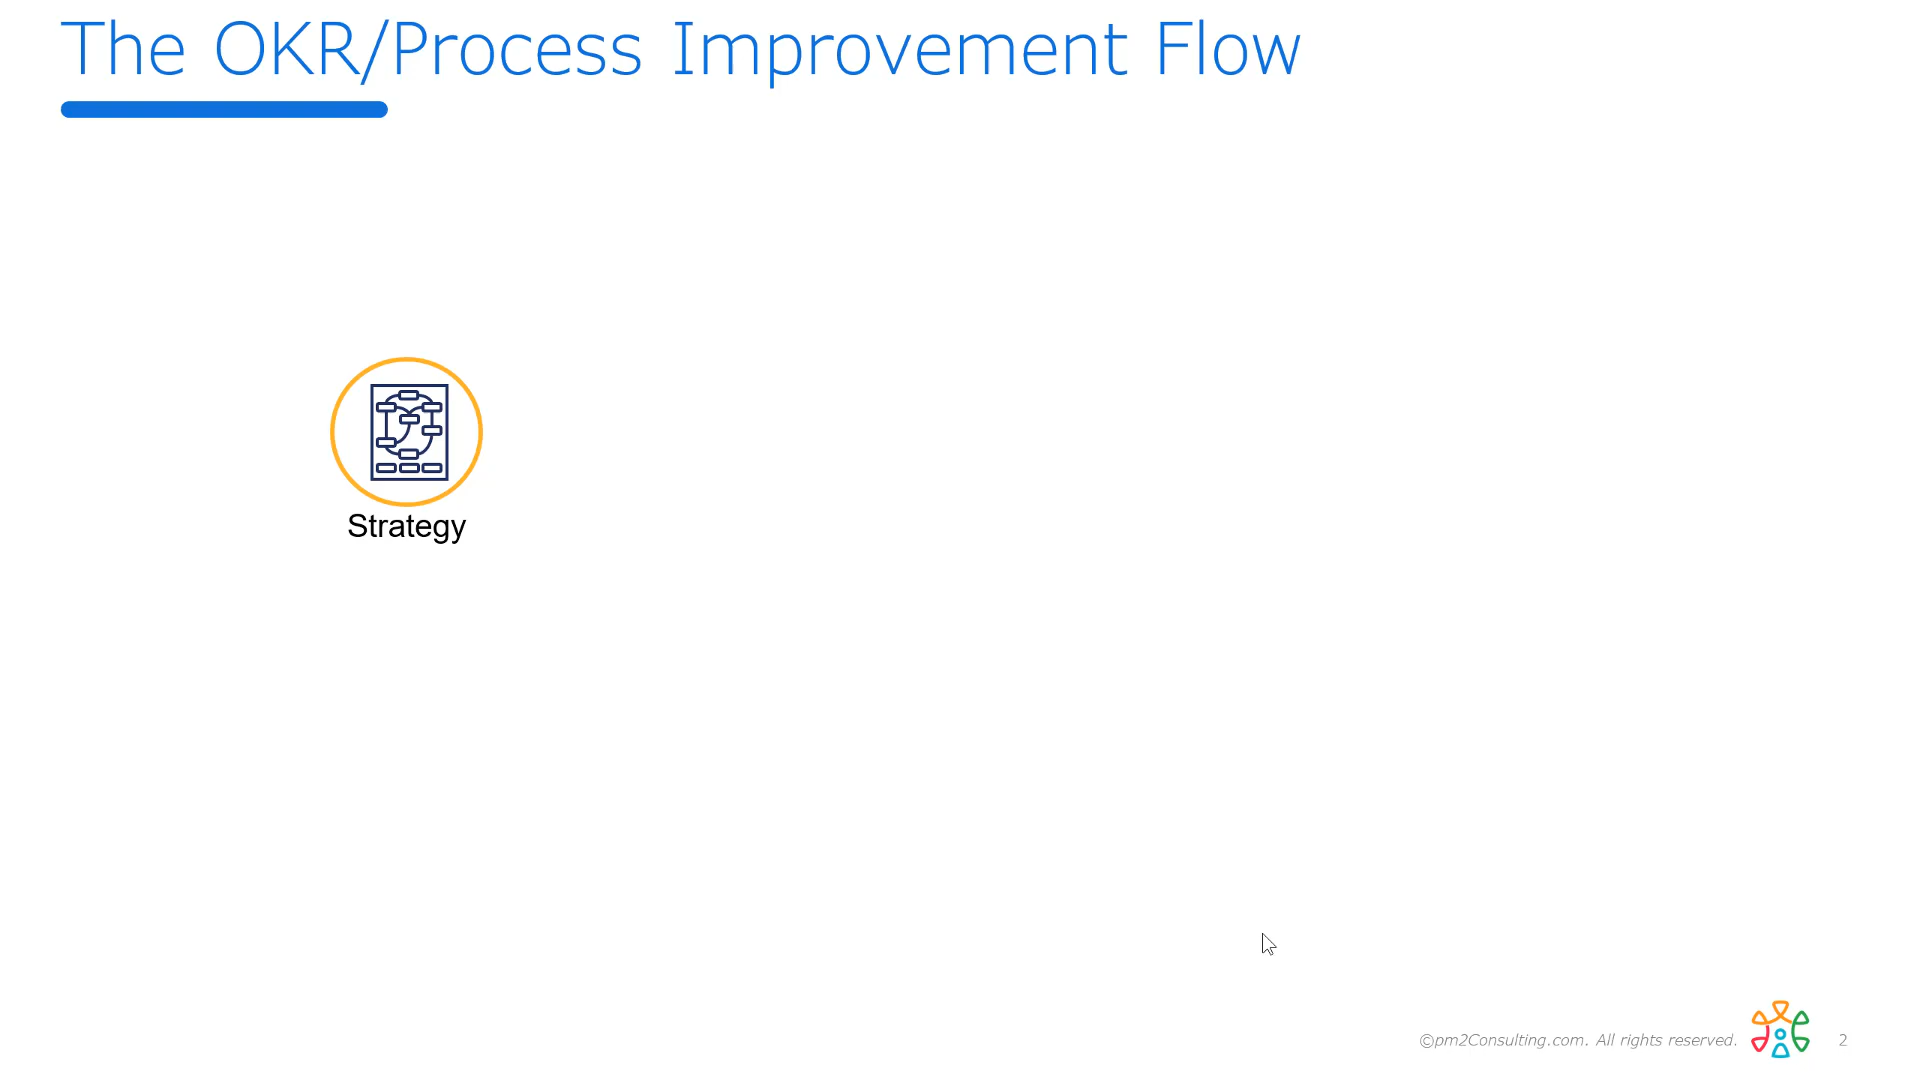 The OKR/Process Improvement Flow
Strategy
©pm2Consulting.com. All rights reserved.
2